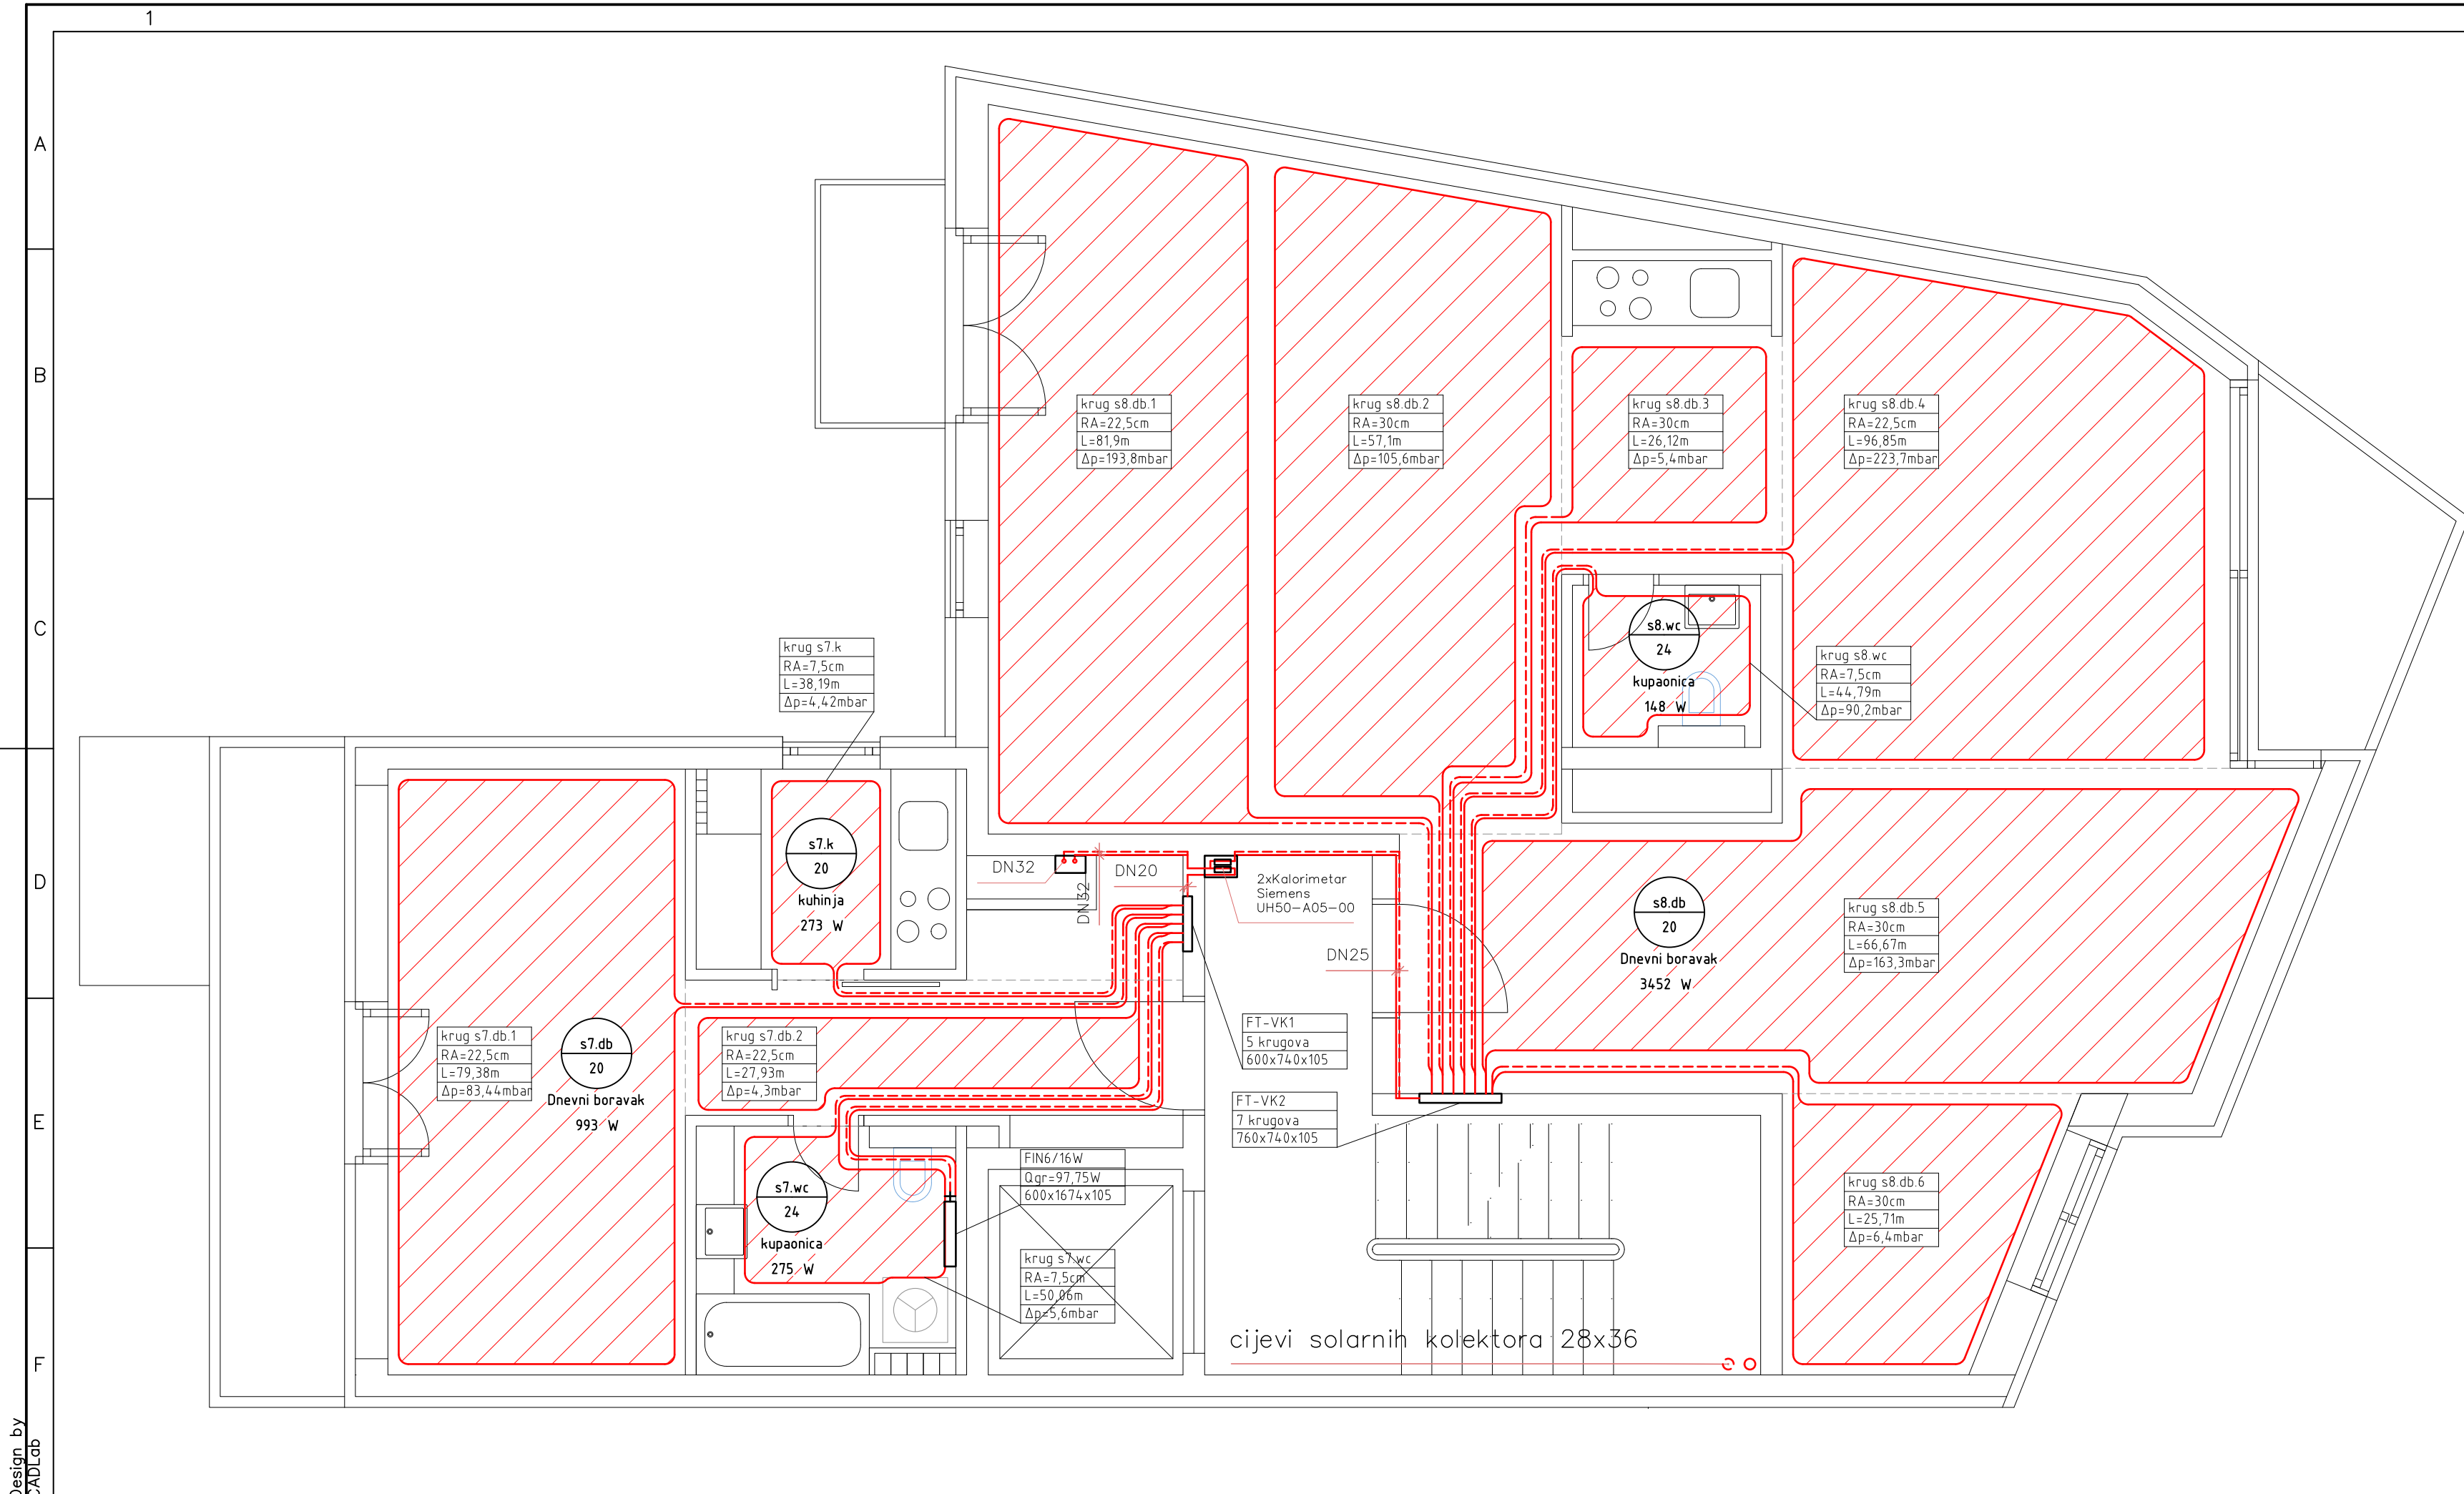 1
A
B
C
D
E
F
krug s8.db.1
RA=22,5cm
L=81,9m
Δp=193,8mbar
krug s8.db.2
RA=30cm
L=57,1m
Δp=105,6mbar
krug s8.db.3
RA=30cm
L=26,12m
Δp=5,4mbar
krug s8.db.4
RA=22,5cm
L=96,85m
Δp=223,7mbar
s8.wc
24
kupaonica
148 W
krug s8.wc
RA=7,5cm
L=44,79m
Δp=90,2mbar
krug s7.k
RA=7,5cm
L=38,19m
Δp=4,42mbar
s7.k
20
kuhinja
273 W
DN32
DN32
DN20
2xKalorimetar
Siemens
UH50-A05-00
DN25
s8.db
20
Dnevni boravak
3452 W
krug s8.db.5
RA=30cm
L=66,67m
Δp=163,3mbar
krug s7.db.1
RA=22,5cm
L=79,38m
Δp=83,44mbar
s7.db
20
Dnevni boravak
993 W
krug s7.db.2
RA=22,5cm
L=27,93m
Δp=4,3mbar
FT-VK1
5 krugova
600x740x105
FT-VK2
7 krugova
760x740x105
FIN6/16W
Qgr=97,75W
600x1674x105
s7.wc
24
kupaonica
275 W
krug s7.wc
RA=7,5cm
L=50,06m
Δp=5,6mbar
krug s8.db.6
RA=30cm
L=25,71m
Δp=6,4mbar
cijevi solarnih kolektora 28x36
Design by
CADLab